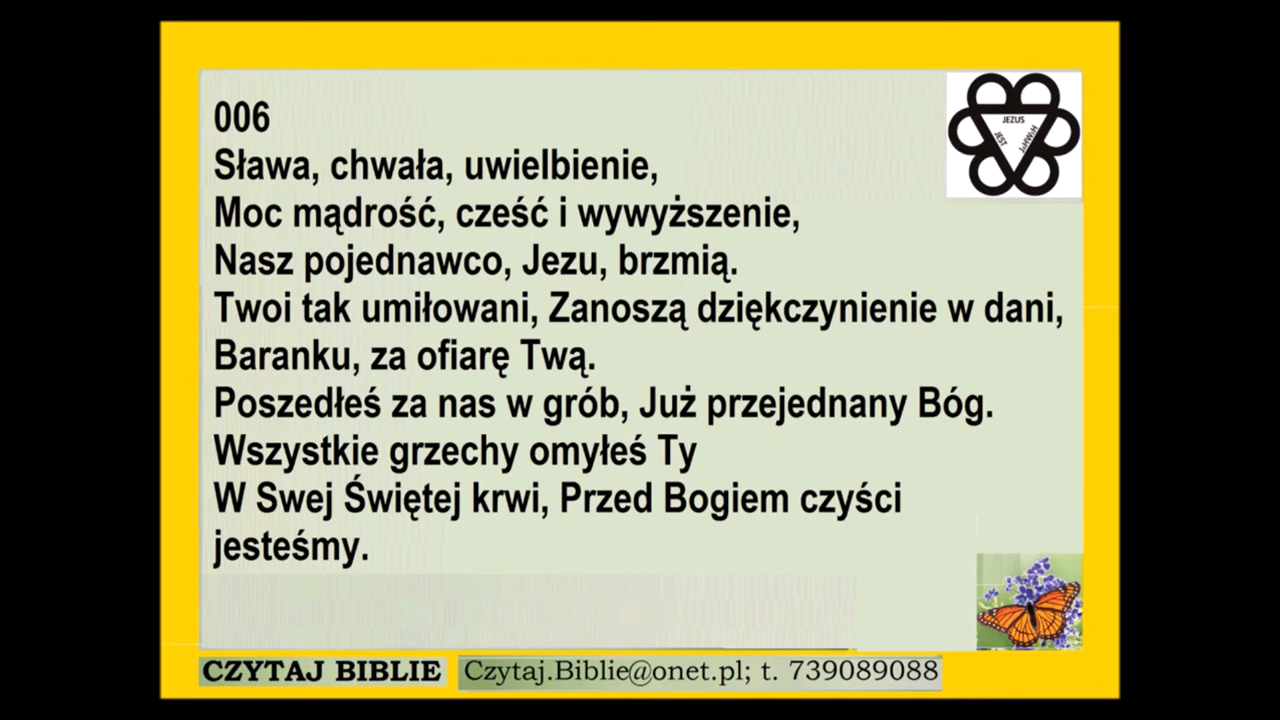 006
Sława, chwała, uwielbienie,
Moc mądrość, cześć i wywyższenie,
Nasz pojednawco, Jezu, brzmią.
Twoi tak umiłowani, Zanoszą dziękczynienie w dani,
Baranku, za ofiarę Twą.
Poszedłeś za nas w grób, Już przejednany Bóg.
Wszystkie grzechy omyłeś Ty
W Swej Świętej krwi, Przed Bogiem czyści
jesteśmy.
JEZUS
JEST
JaHWeH
CZYTAJ BIBLIE
Czytaj.Biblie@onet.pl; t. 739089088